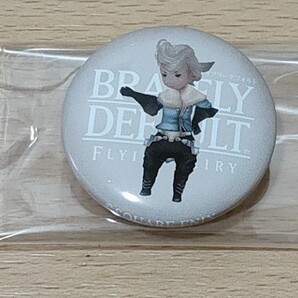 BRAVELY
DEFAULT
FLYING FAIRY
©SQUARE ENIX